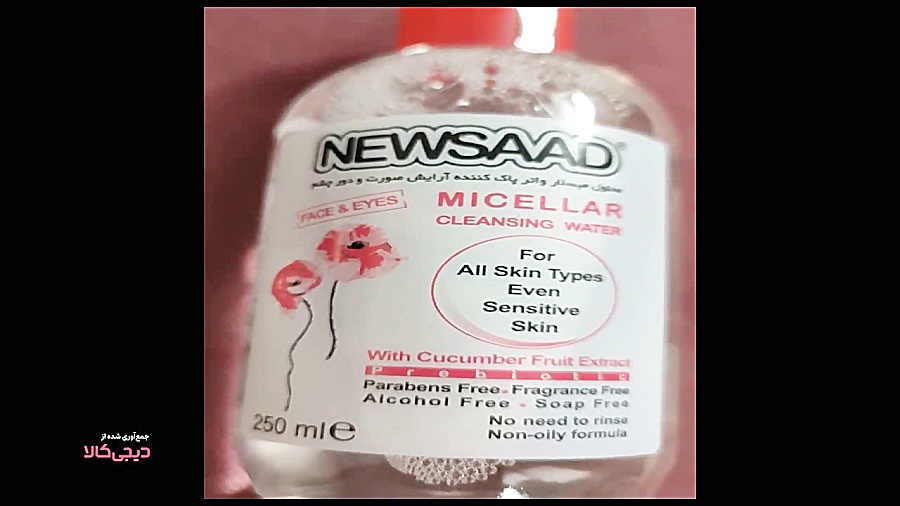 NEWSAAD®
محلول میسلار واتر پاک کننده آرایش صورت و دور چشم
FACE & EYES
MICELLAR
CLEANSING WATER
For
All Skin Types
Even
Sensitive
Skin
With Cucumber Fruit Extract
Prebiotic
Parabens Free • Fragrance Free
Alcohol Free • Soap Free
No need to rinse
Non-oily formula
250 ml e
جمع‌آوری شده از
دیجی‌کالا